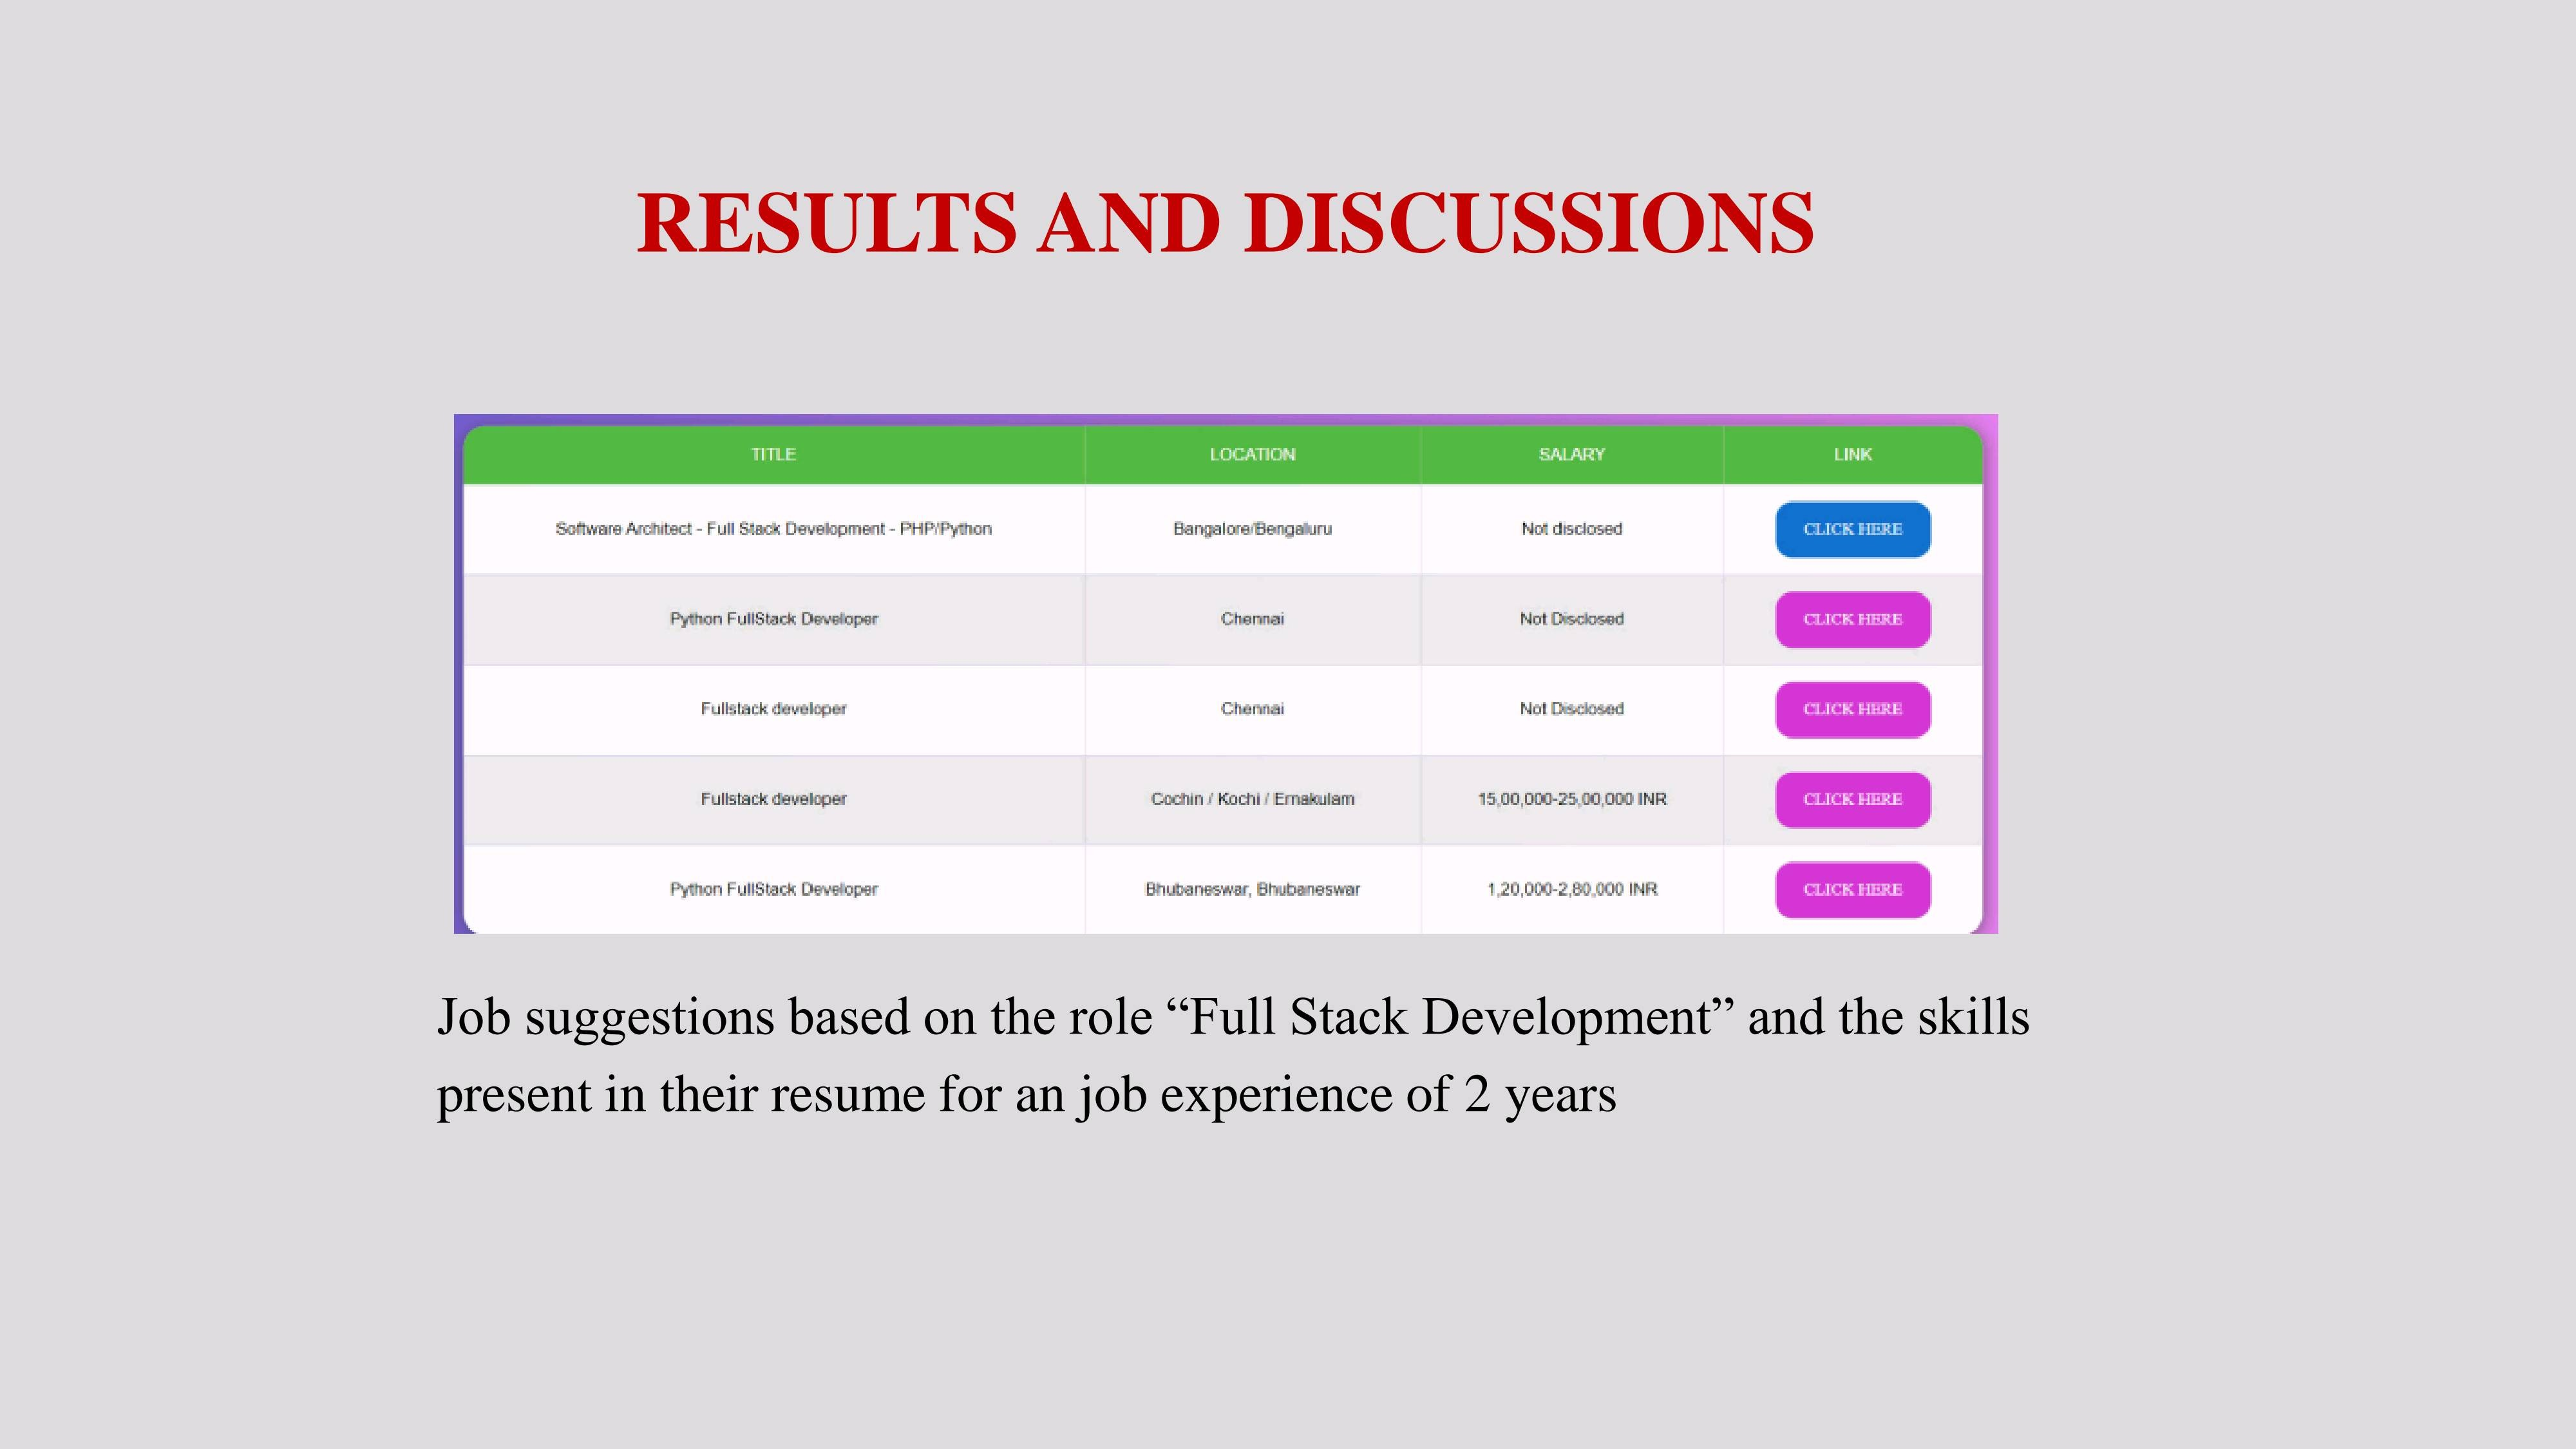 RESULTS AND DISCUSSIONS
TITLE LOCATION SALARY LINK
Software Architect - Full Stack Development - PHP/Python Bangalore/Bengaluru Not disclosed CLICK HERE
Python FullStack Developer Chennai Not Disclosed CLICK HERE
Fullstack developer Chennai Not Disclosed CLICK HERE
Fullstack developer Cochin / Kochi / Ernakulam 15,00,000-25,00,000 INR CLICK HERE
Python FullStack Developer Bhubaneswar, Bhubaneswar 1,20,000-2,80,000 INR CLICK HERE
Job suggestions based on the role “Full Stack Development” and the skills
present in their resume for an job experience of 2 years